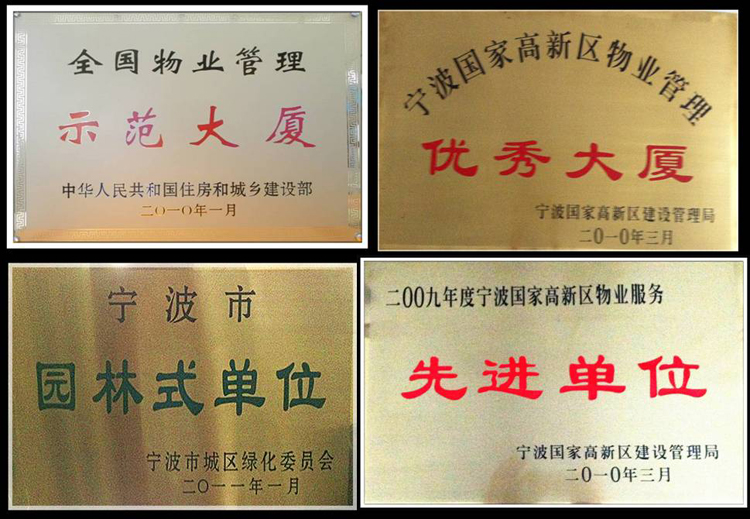 全国物业管理
示范大厦
中华人民共和国住房和城乡建设部
二〇一〇年一月
宁波国家高新区物业管理
优秀大厦
宁波国家高新区建设管理局
二0一0年三月
宁波市
园林式单位
宁波市城区绿化委员会
二〇一一年一月
二00九年度宁波国家高新区物业服务
先进单位
宁波国家高新区建设管理局
二0一0年三月